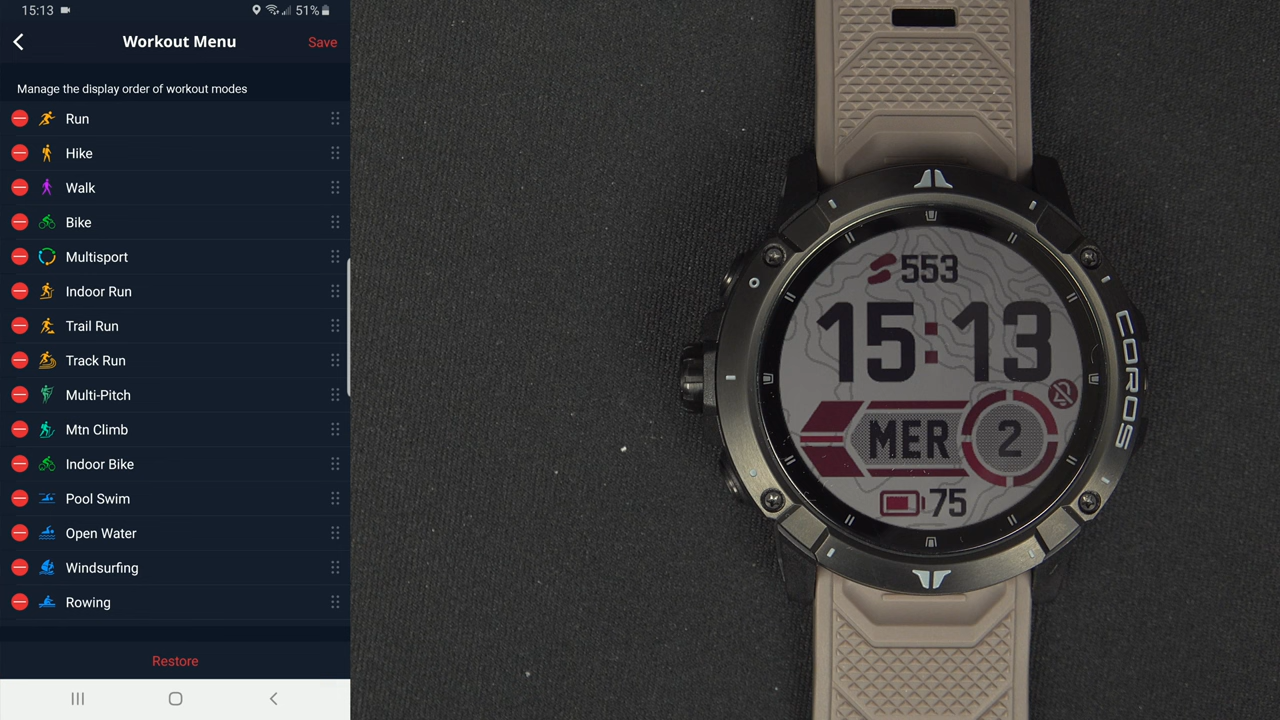 15:13
51%
Workout Menu
Save
Manage the display order of workout modes
Run
Hike
Walk
Bike
Multisport
Indoor Run
Trail Run
Track Run
Multi-Pitch
Mtn Climb
Indoor Bike
Pool Swim
Open Water
Windsurfing
Rowing
Restore
553
15:13
MER
2
75
COROS